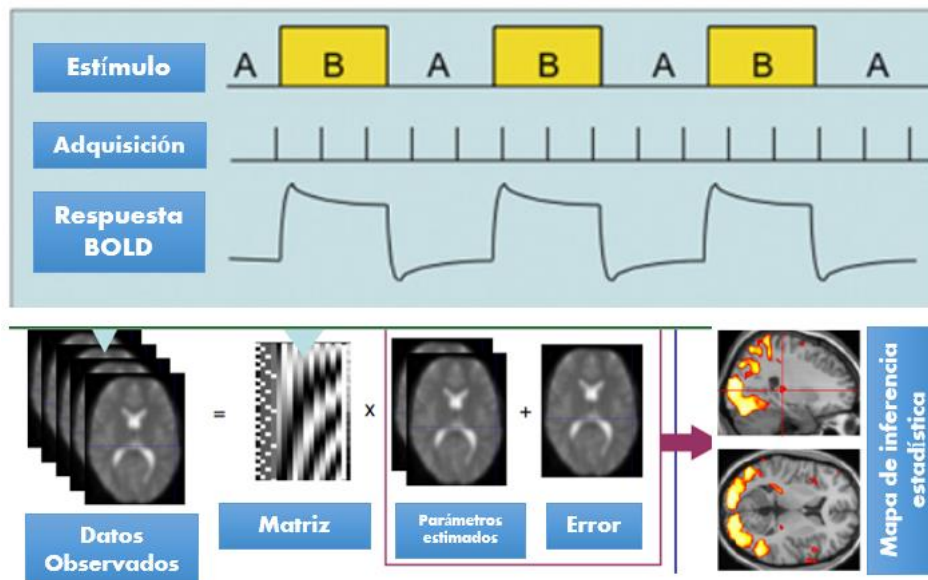 Estímulo
A B A B A B A
Adquisición
Respuesta
BOLD
= x +
Datos
Observados
Matriz
Parámetros
estimados
Error
Mapa de inferencia
estadística